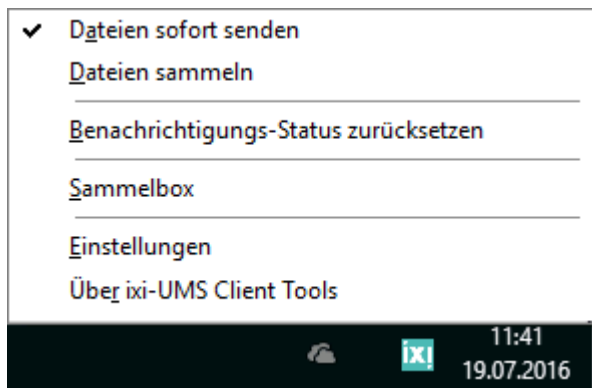 Dateien sofort senden
Dateien sammeln
Benachrichtigungs-Status zurücksetzen
Sammelbox
Einstellungen
Über ixi-UMS Client Tools
ixi
11:41
19.07.2016